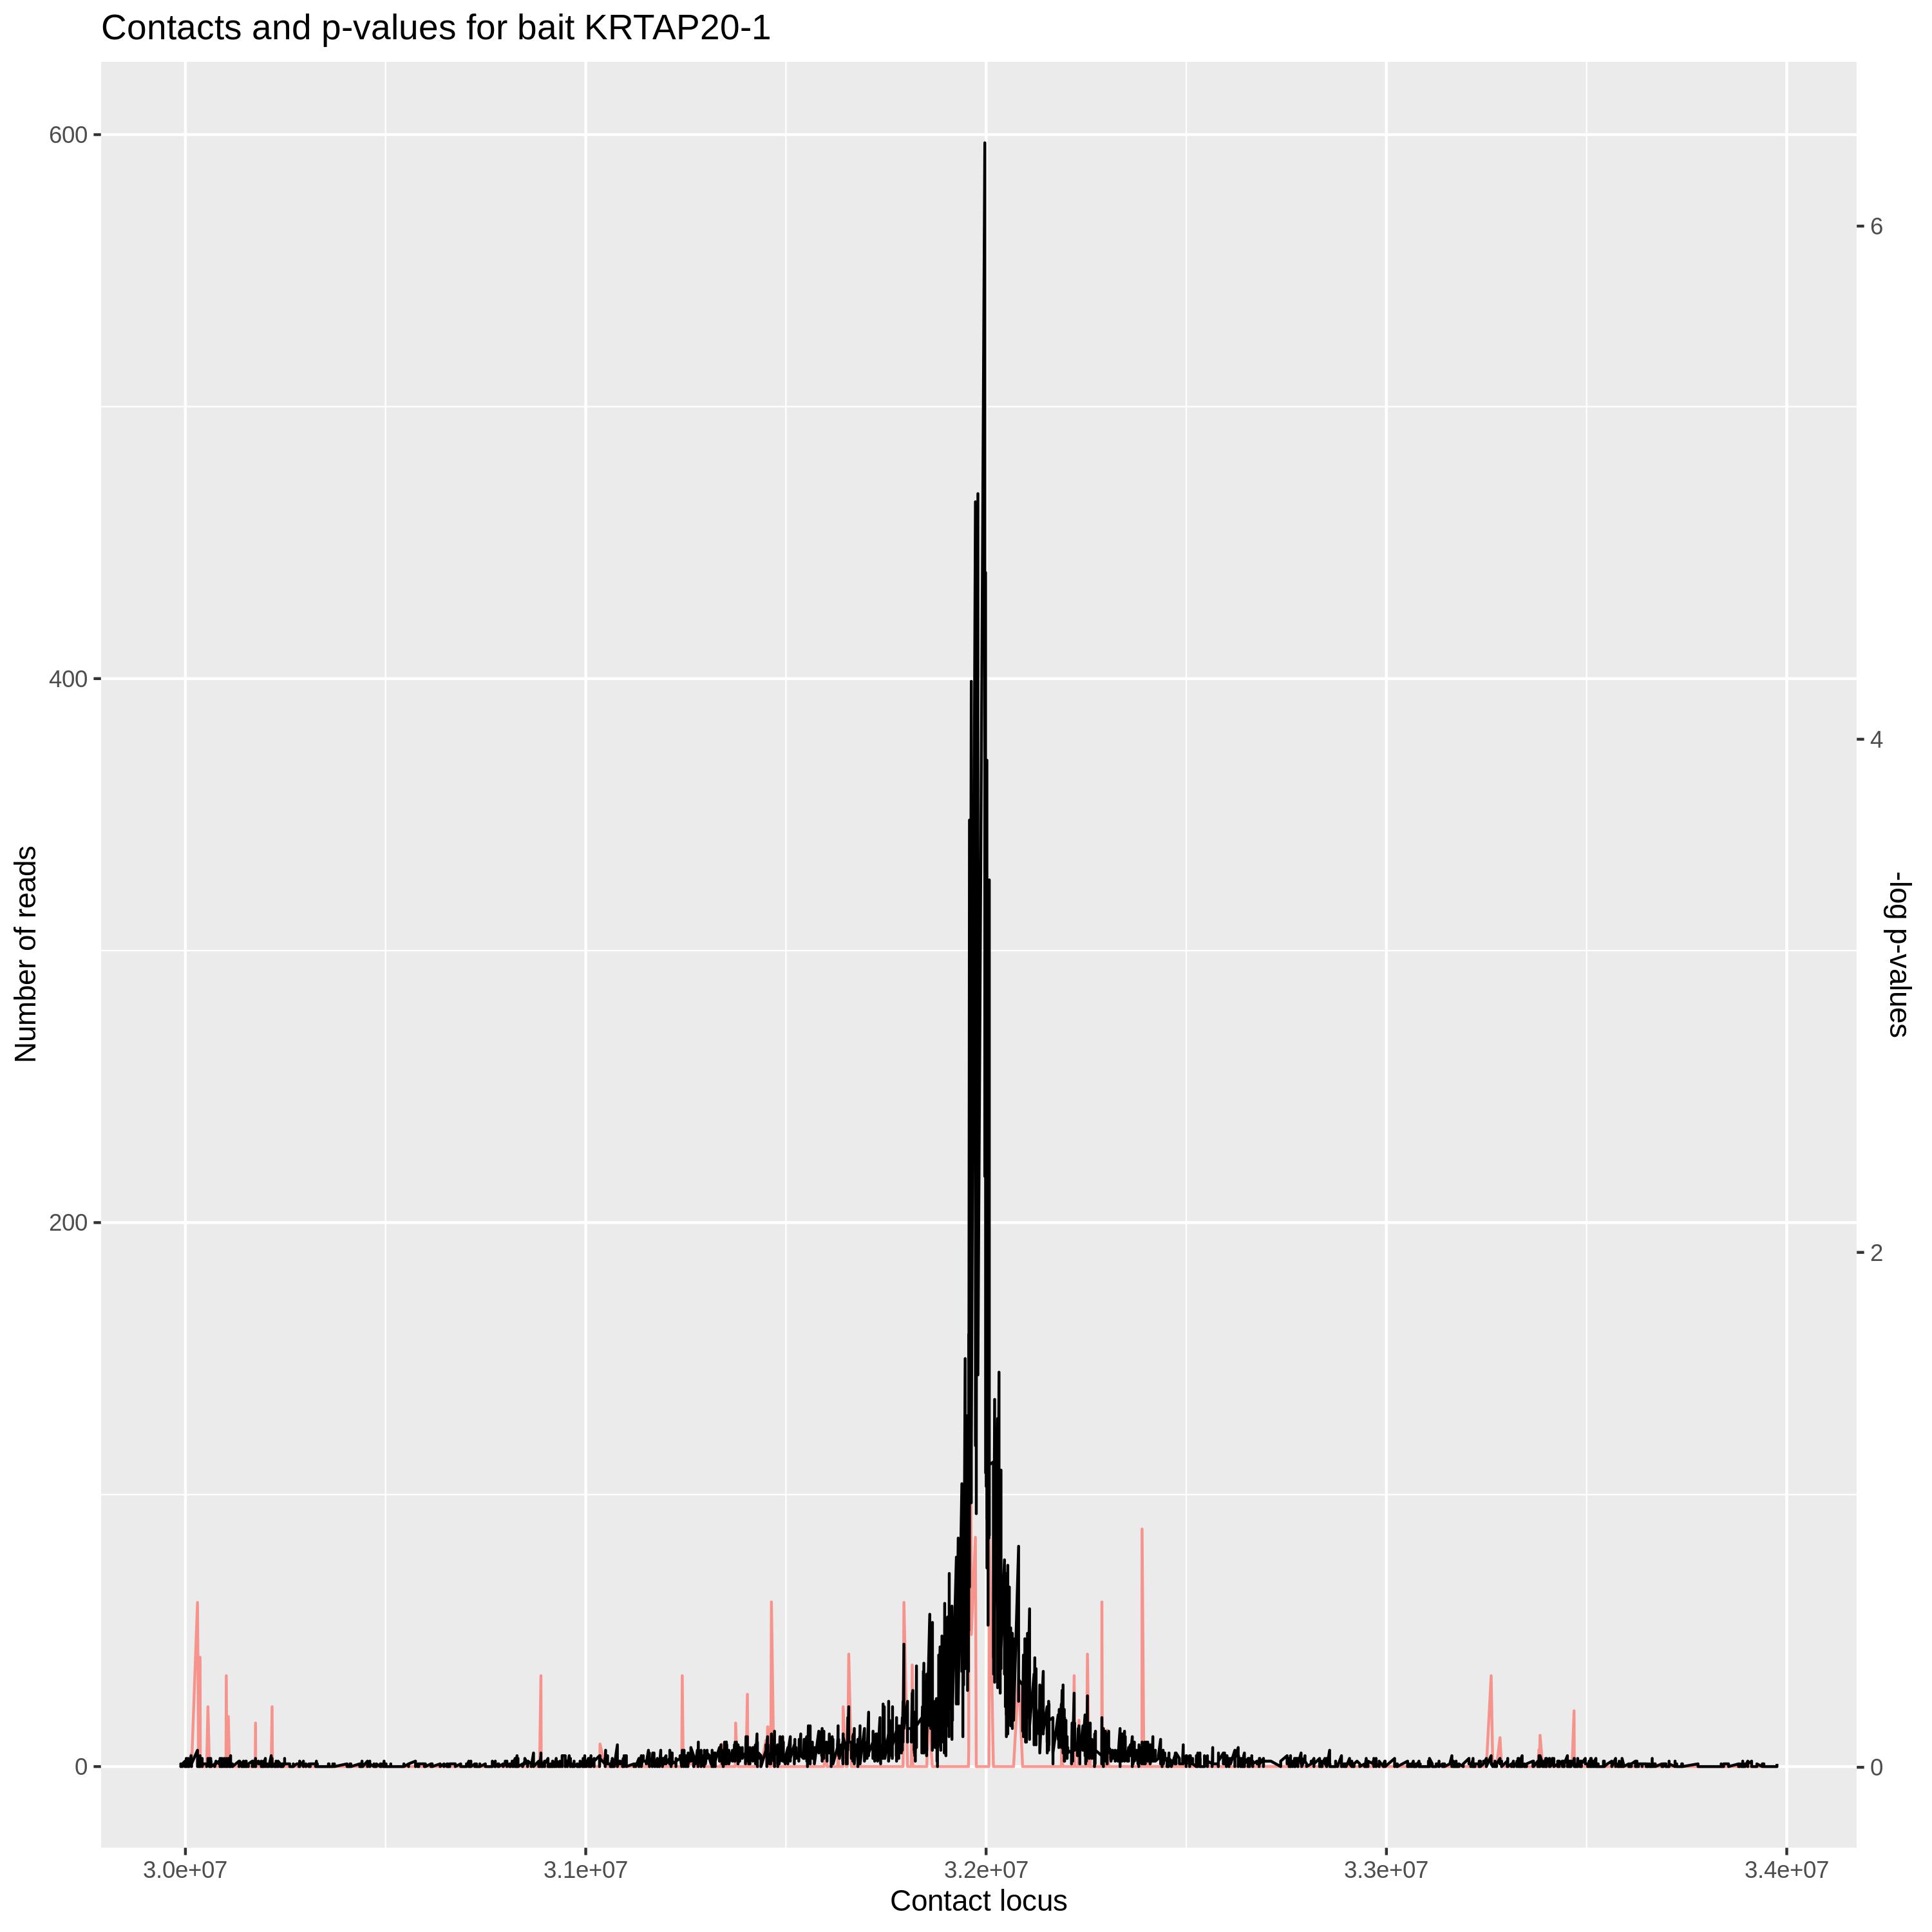 Contacts and p-values for bait KRTAP20-1
600
400
200
0
Number of reads
6
4
2
0
-log p-values
3.0e+07
3.1e+07
3.2e+07
3.3e+07
3.4e+07
Contact locus